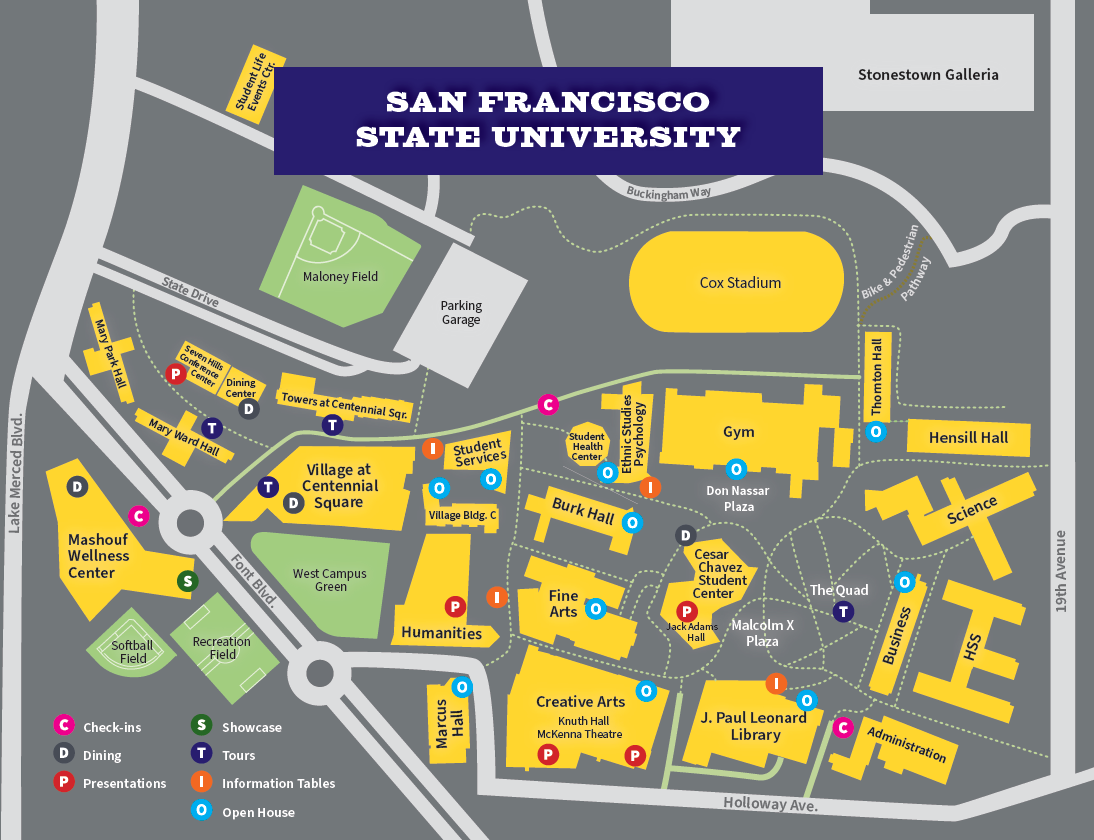 SAN FRANCISCO
STATE UNIVERSITY
Stonestown Galleria
Student Life
Events Ctr.
Buckingham Way
Bike & Pedestrian
Pathway
Maloney Field
Cox Stadium
State Drive
Parking
Garage
Mary Park Hall
Seven Hills
Conference
Center
P
Dining
Center
D
Towers at Centennial Sqr.
T
Mary Ward Hall
T
C
Thornton Hall
O
Hensill Hall
Gym
O
Don Nassar
Plaza
Ethnic Studies
Psychology
I
Student
Health
Center
O
I
Student
Services
O
O
Village Bldg. C
Village at
Centennial
Square
T
D
Lake Merced Blvd.
D
C
Mashouf
Wellness
Center
S
Font Blvd.
West Campus
Green
Burk Hall
O
D
Cesar
Chavez
Student
Center
P
Jack Adams
Hall
Science
The Quad
T
Malcolm X
Plaza
O
Business
HSS
19th Avenue
Fine
Arts
O
I
P
Humanities
Softball
Field
Recreation
Field
Marcus
Hall
O
Creative Arts
O
Knuth Hall
McKenna Theatre
P
P
I
O
J. Paul Leonard
Library
C
Administration
Holloway Ave.
C Check-ins
D Dining
P Presentations
S Showcase
T Tours
I Information Tables
O Open House